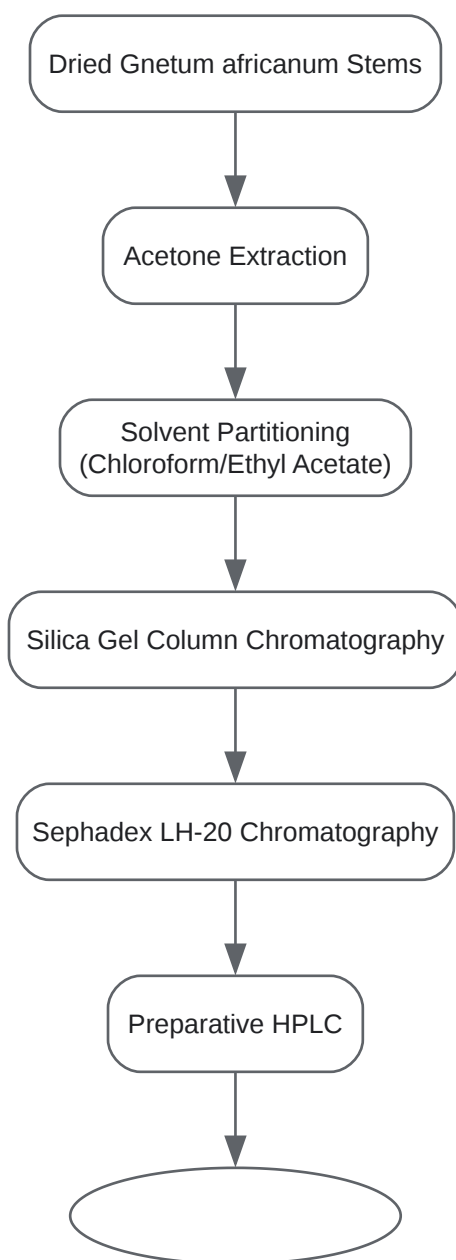 Dried Gnetum africanum Stems
Acetone Extraction
Solvent Partitioning
(Chloroform/Ethyl Acetate)
Silica Gel Column Chromatography
Sephadex LH-20 Chromatography
Preparative HPLC